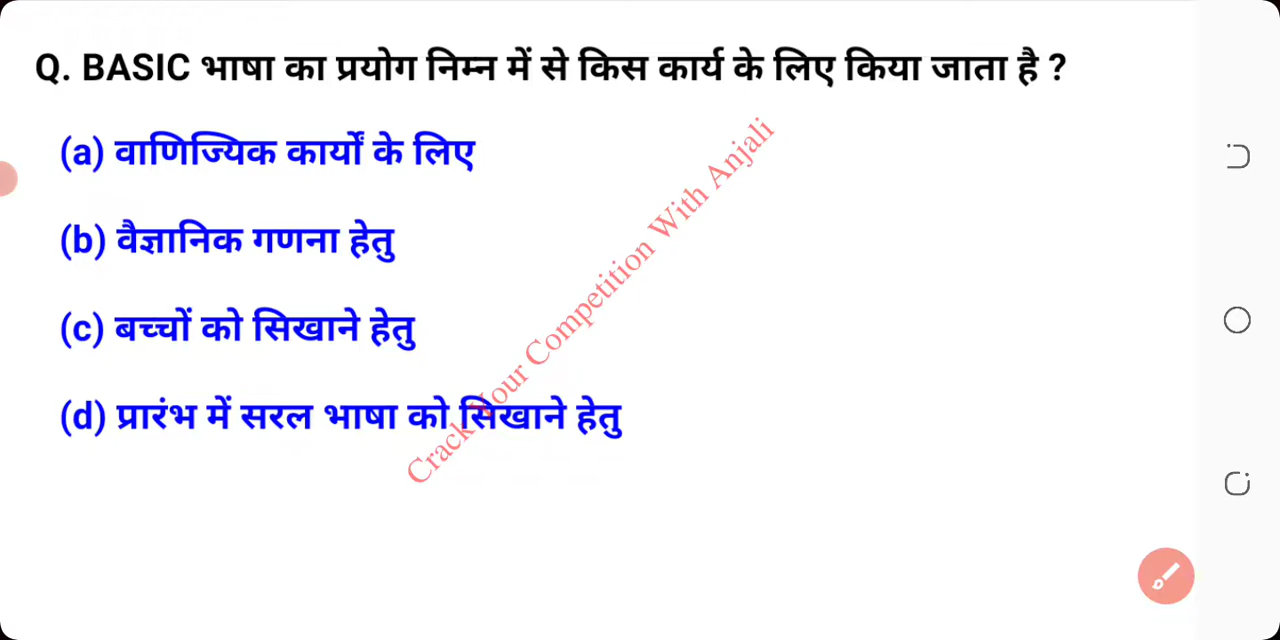 Q. BASIC भाषा का प्रयोग निम्न में से किस कार्य के लिए किया जाता है ?
(a) वाणिज्यिक कार्यों के लिए
(b) वैज्ञानिक गणना हेतु
(c) बच्चों को सिखाने हेतु
(d) प्रारंभ में सरल भाषा को सिखाने हेतु
Crack Your Competition With Anjali